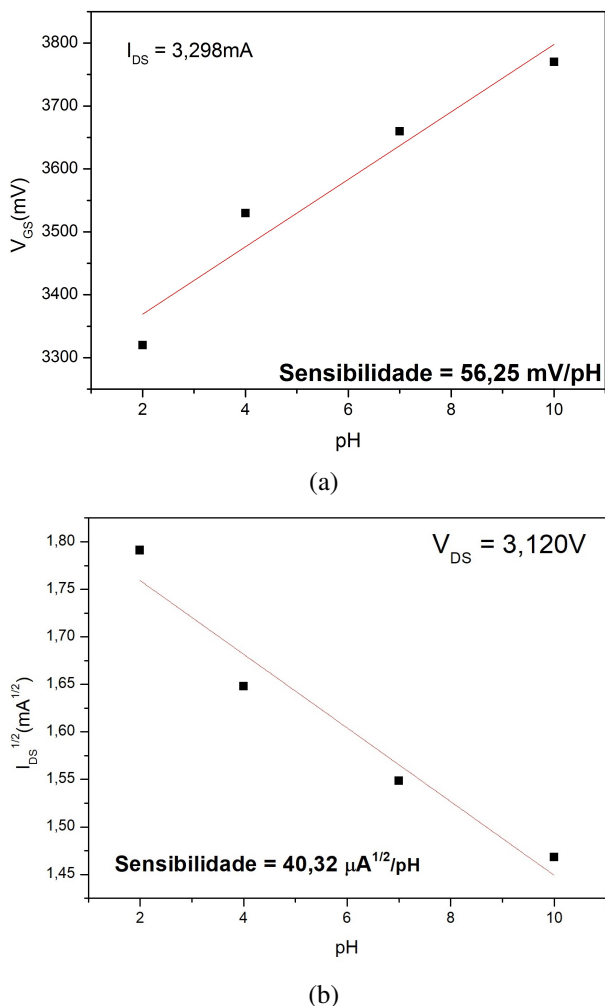 I_DS = 3,298mA
3800
3700
3600
3500
3400
3300
V_GS(mV)
Sensibilidade = 56,25 mV/pH
2 4 6 8 10
pH
(a)
V_DS = 3,120V
1,80
1,75
1,70
1,65
1,60
1,55
1,50
1,45
I_DS^1/2(mA^1/2)
Sensibilidade = 40,32 μA^1/2/pH
2 4 6 8 10
pH
(b)